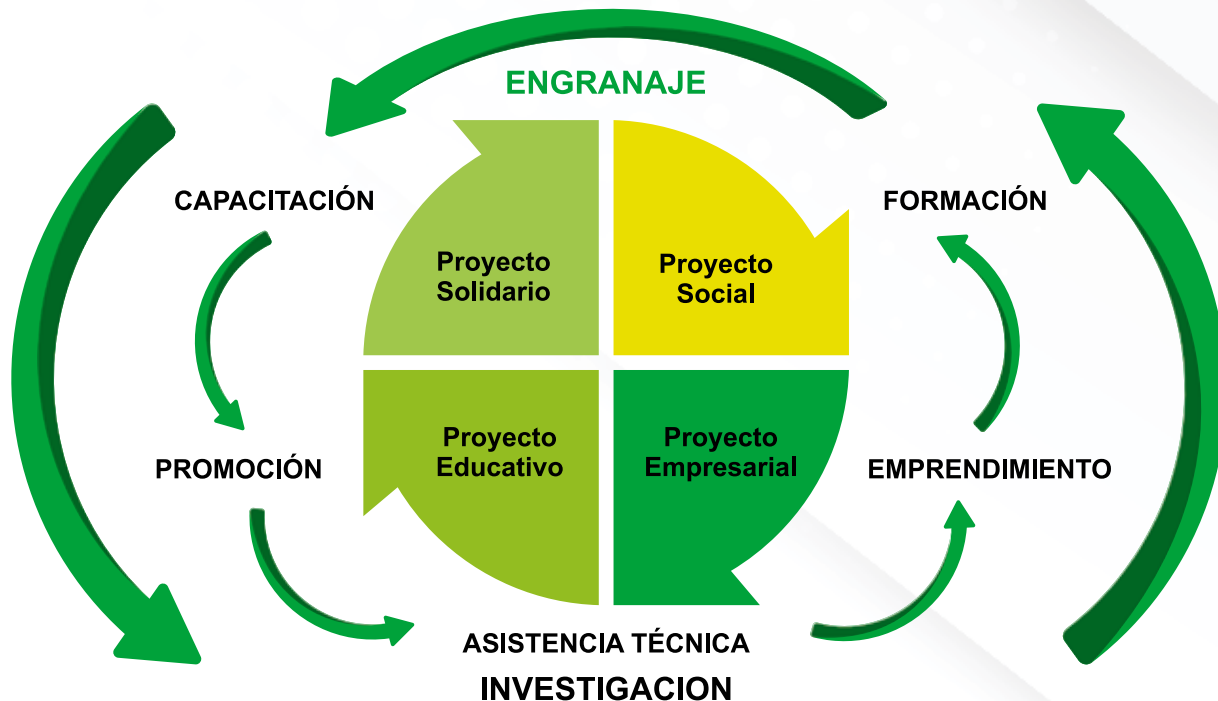 ENGRANAJE
CAPACITACIÓN
FORMACIÓN
Proyecto
Solidario
Proyecto
Social
Proyecto
Educativo
Proyecto
Empresarial
PROMOCIÓN
EMPRENDIMIENTO
ASISTENCIA TÉCNICA
INVESTIGACION